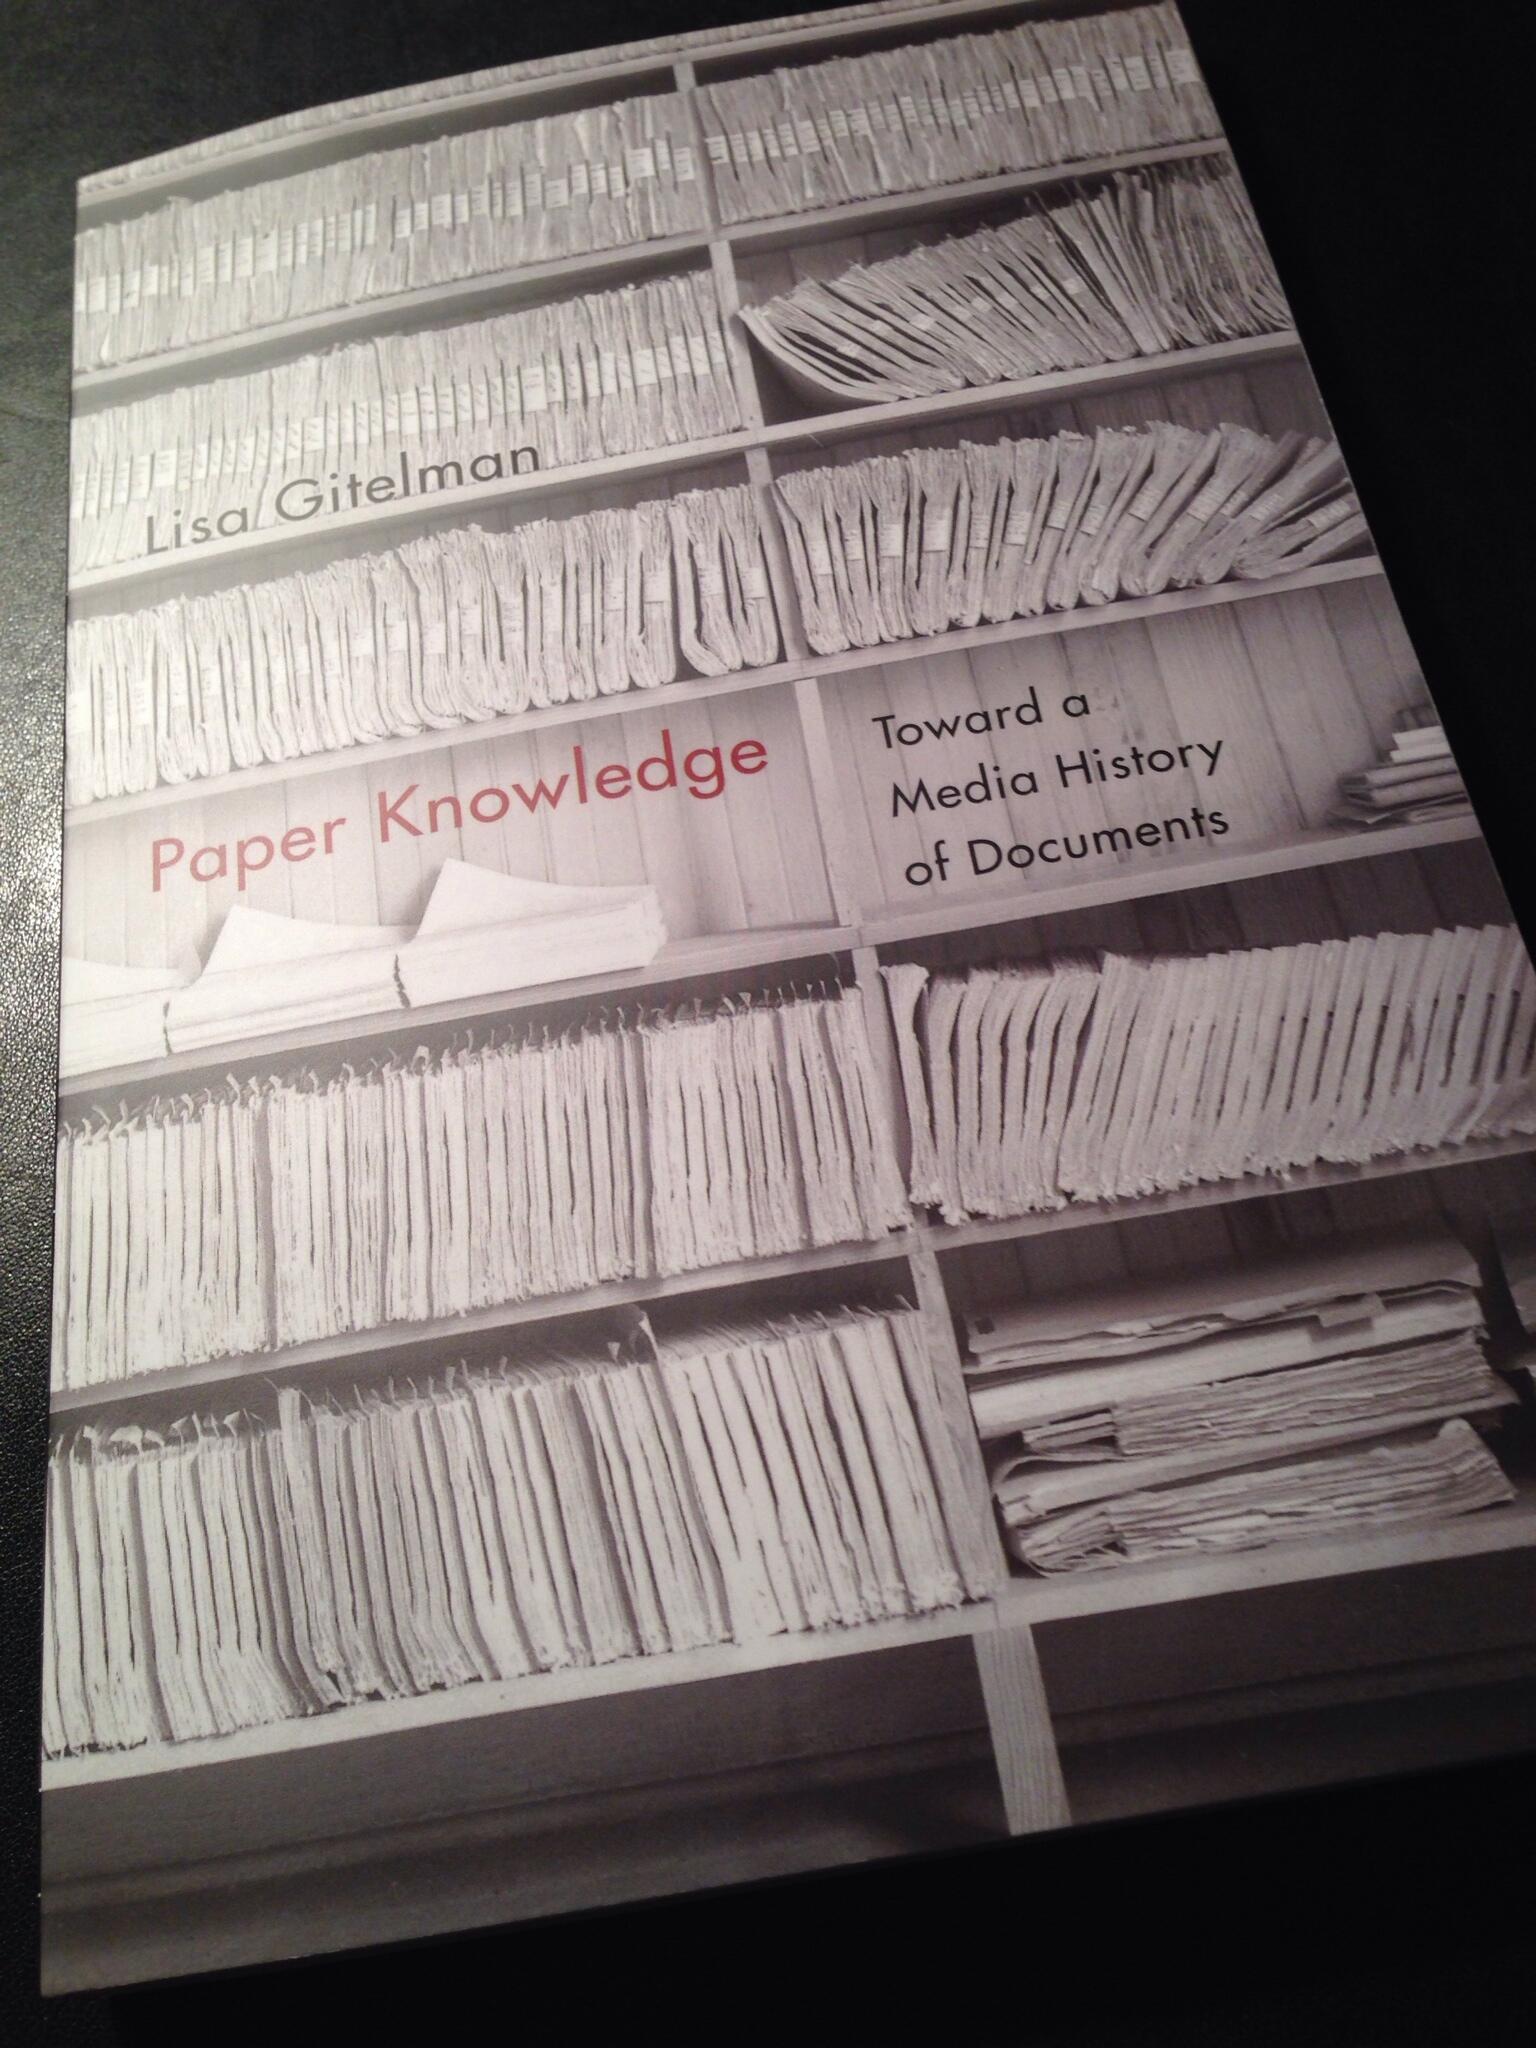 Lisa Gitelman
Paper Knowledge
Toward a
Media History
of Documents